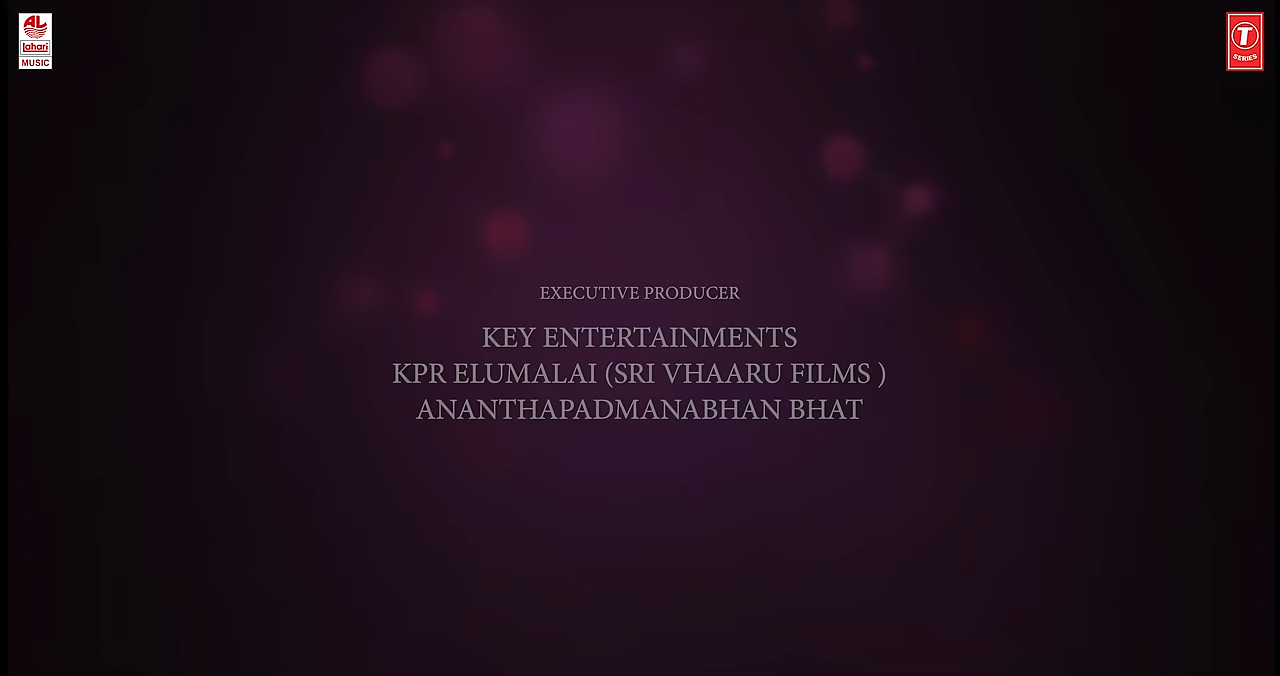 AL
Lahari
MUSIC
T
SERIES
EXECUTIVE PRODUCER
KEY ENTERTAINMENTS
KPR ELUMALAI (SRI VHAARU FILMS )
ANANTHAPADMANABHAN BHAT